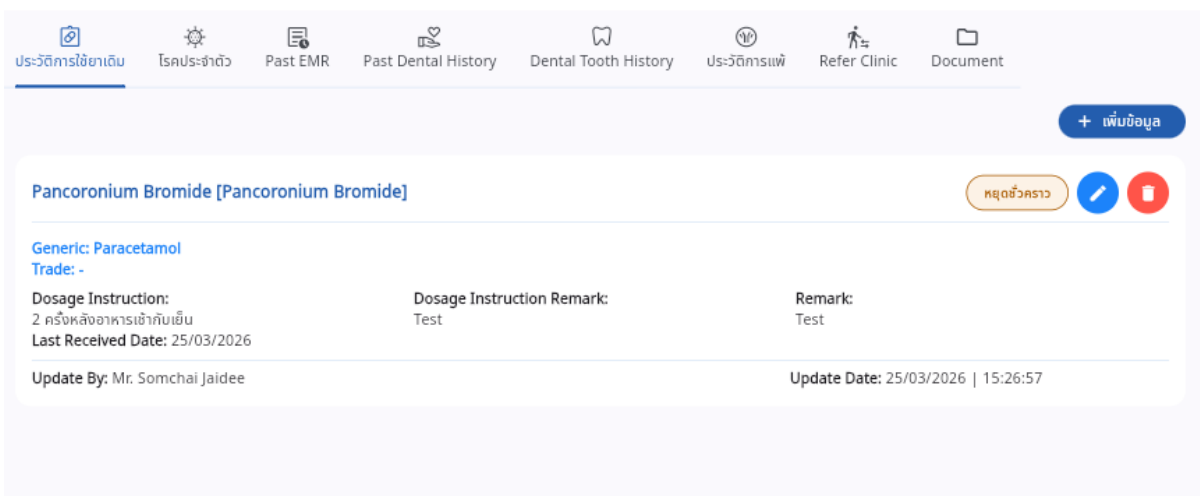 ประวัติการใช้ยาเดิม
โรคประจำตัว
Past EMR
Past Dental History
Dental Tooth History
ประวัติการแพ้
Refer Clinic
Document
+ เพิ่มข้อมูล
Pancoronium Bromide [Pancoronium Bromide]
หยุดชั่วคราว
Generic: Paracetamol
Trade: -
Dosage Instruction:
2 ครั้งหลังอาหารเช้ากับเย็น
Last Received Date: 25/03/2026
Dosage Instruction Remark:
Test
Remark:
Test
Update By: Mr. Somchai Jaidee
Update Date: 25/03/2026 | 15:26:57